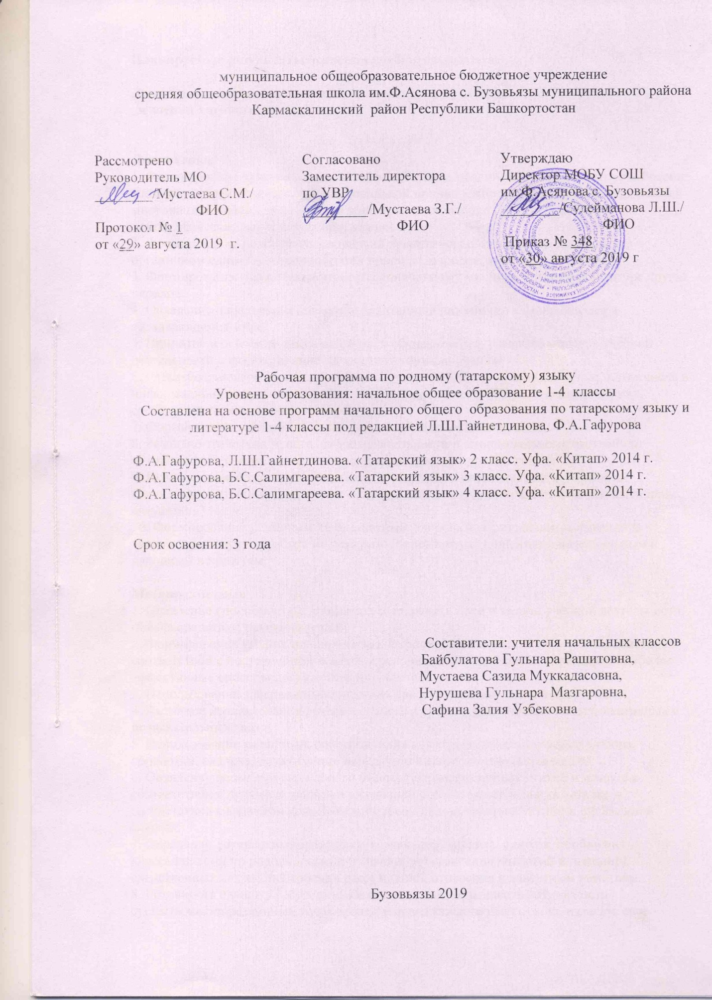 муниципальное общеобразовательное бюджетное учреждение
средняя общеобразовательная школа им.Ф.Асянова с. Бузовьязы муниципального района
Кармаскалинский  район Республики Башкортостан
Рассмотрено
Руководитель МО
/Мустаева С.М./
ФИО
Протокол № 1
от «29» августа 2019  г.
Согласовано
Заместитель директора
по УВР
/Мустаева З.Г./
ФИО
Утверждаю
Директор МОБУ СОШ
им.Ф.Асянова с. Бузовьязы
/Сулейманова Л.Ш./
ФИО
Приказ № 348
от «30» августа 2019 г
Рабочая программа по родному (татарскому) языку
Уровень образования: начальное общее образование 1-4  классы
Составлена на основе программ начального общего  образования по татарскому языку и
литературе 1-4 классы под редакцией Л.Ш.Гайнетдинова, Ф.А.Гафурова
Ф.А.Гафурова, Л.Ш.Гайнетдинова. «Татарский язык» 2 класс. Уфа. «Китап» 2014 г.
Ф.А.Гафурова, Б.С.Салимгареева. «Татарский язык» 3 класс. Уфа. «Китап» 2014 г.
Ф.А.Гафурова, Б.С.Салимгареева. «Татарский язык» 4 класс. Уфа. «Китап» 2014 г.
Срок освоения: 3 года
Составители: учителя начальных классов
Байбулатова Гульнара Рашитовна,
Мустаева Сазида Муккадасовна,
Нурушева Гульнара  Мазгаровна,
Сафина Залия Узбековна
Бузовьязы 2019